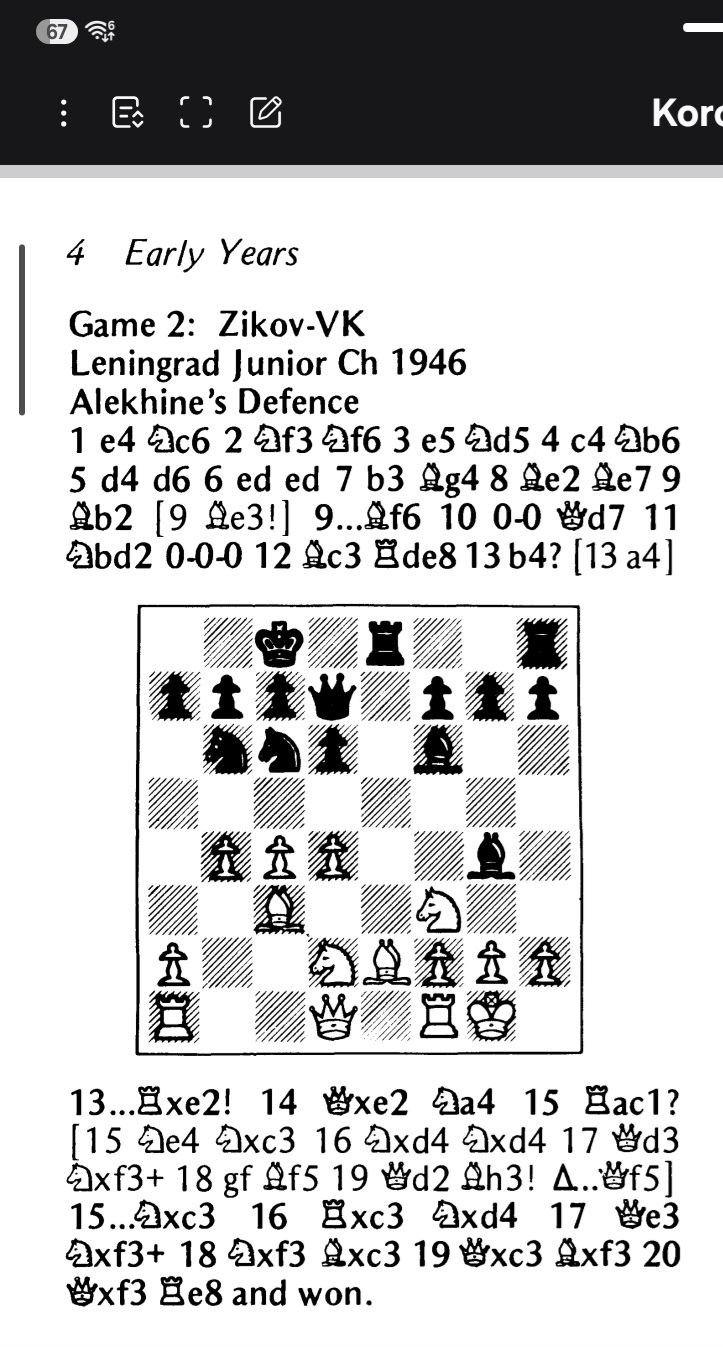 67
6
Kord
4 Early Years
Game 2: Zikov-VK
Leningrad Junior Ch 1946
Alekhine's Defence
1 e4 ♘c6 2 ♘f3 ♘f6 3 e5 ♘d5 4 c4 ♘b6
5 d4 d6 6 ed ed 7 b3 ♗g4 8 ♗e2 ♗e7 9
♗b2 [9 ♗e3!] 9...♗f6 10 0-0 ♕d7 11
♘bd2 0-0-0 12 ♗c3 ♖de8 13 b4? [13 a4]
13...♖xe2! 14 ♕xe2 ♘a4 15 ♖ac1?
[15 ♘e4 ♘xc3 16 ♘xd4 ♘xd4 17 ♕d3
♘xf3+ 18 gf ♗f5 19 ♕d2 ♗h3! Δ..♕f5]
15...♘xc3 16 ♖xc3 ♘xd4 17 ♕e3
♘xf3+ 18 ♘xf3 ♗xc3 19 ♕xc3 ♗xf3 20
♕xf3 ♖e8 and won.